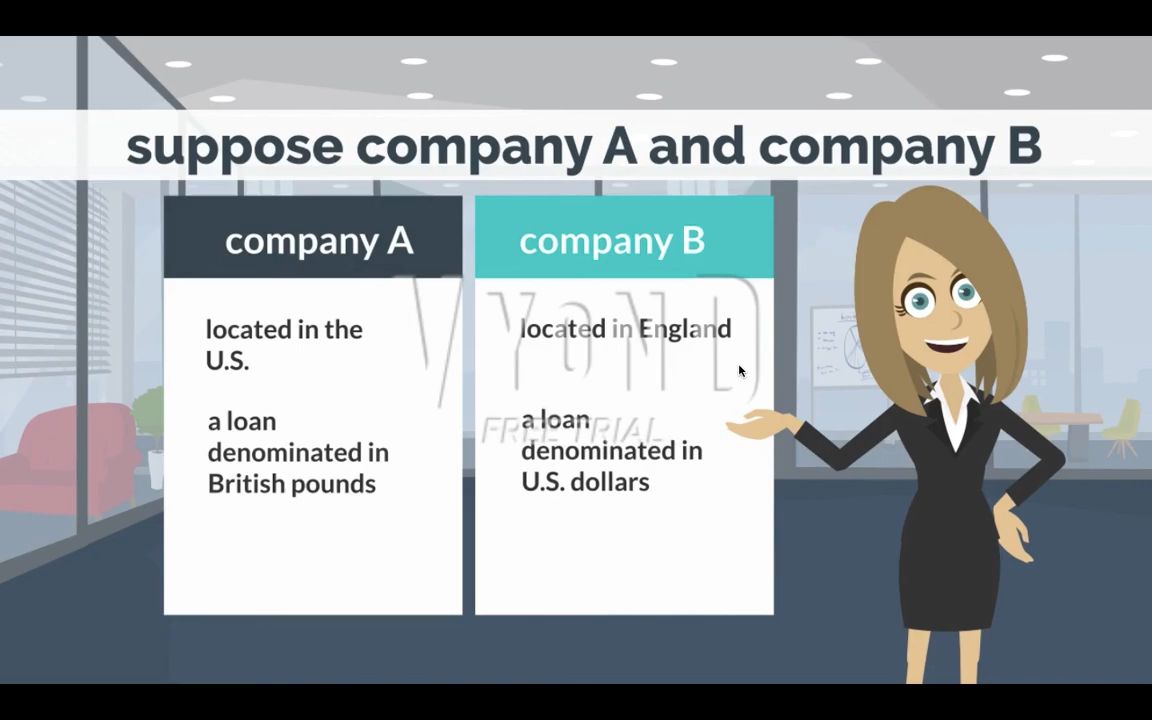 suppose company A and company B
company A
located in the
U.S.
a loan
denominated in
British pounds
company B
located in England
a loan
denominated in
U.S. dollars
VYOND
FREE TRIAL